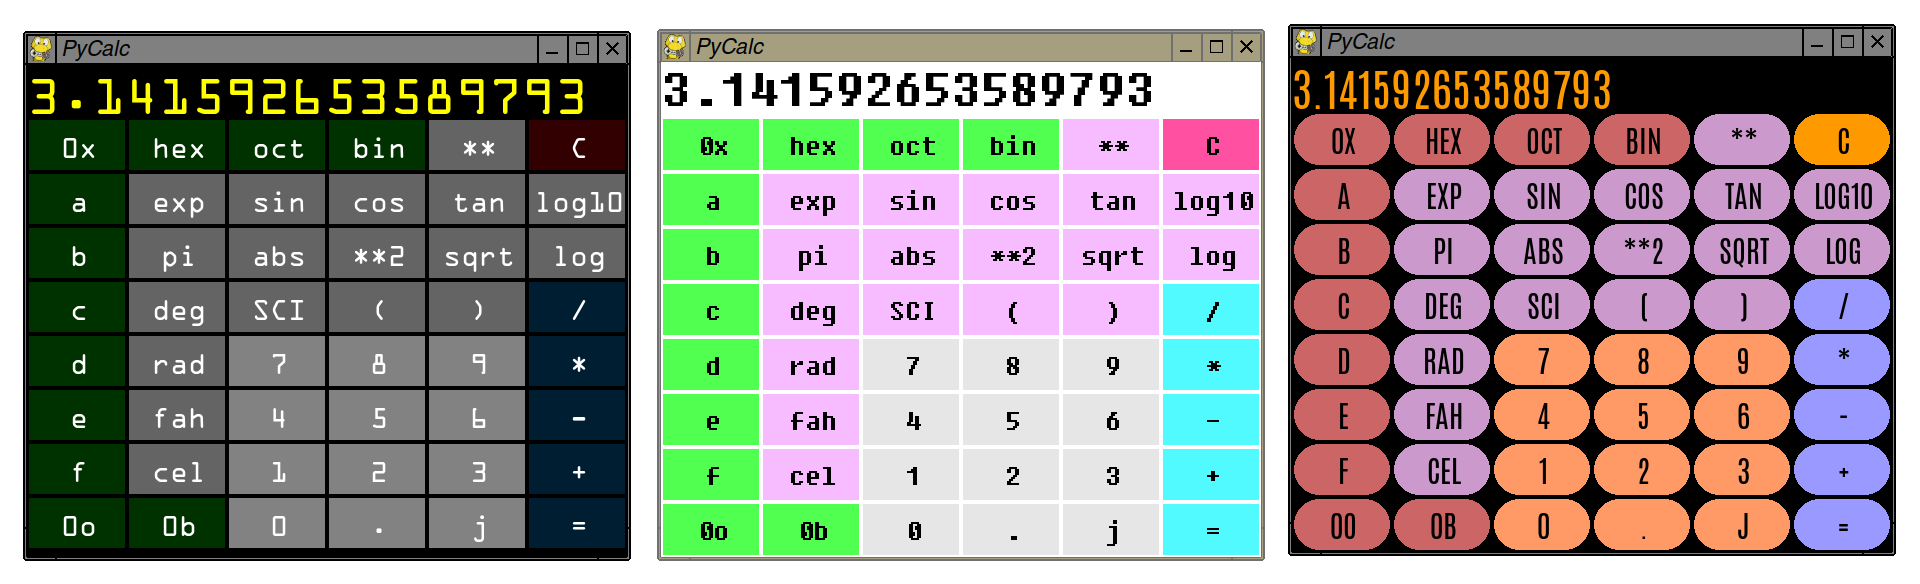 PyCalc
3.141592653589793
0x hex oct bin ** C
a exp sin cos tan log10
b pi abs **2 sqrt log
c deg SCI ( ) /
d rad 7 8 9 *
e fah 4 5 6 -
f cel 1 2 3 +
0o 0b 0 . j =
PyCalc
3.141592653589793
0x hex oct bin ** C
a exp sin cos tan log10
b pi abs **2 sqrt log
c deg SCI ( ) /
d rad 7 8 9 *
e fah 4 5 6 -
f cel 1 2 3 +
0o 0b 0 . j =
PyCalc
3.141592653589793
0X HEX OCT BIN ** C
A EXP SIN COS TAN LOG10
B PI ABS **2 SQRT LOG
C DEG SCI ( ) /
D RAD 7 8 9 *
E FAH 4 5 6 -
F CEL 1 2 3 +
0O 0B 0 . J =